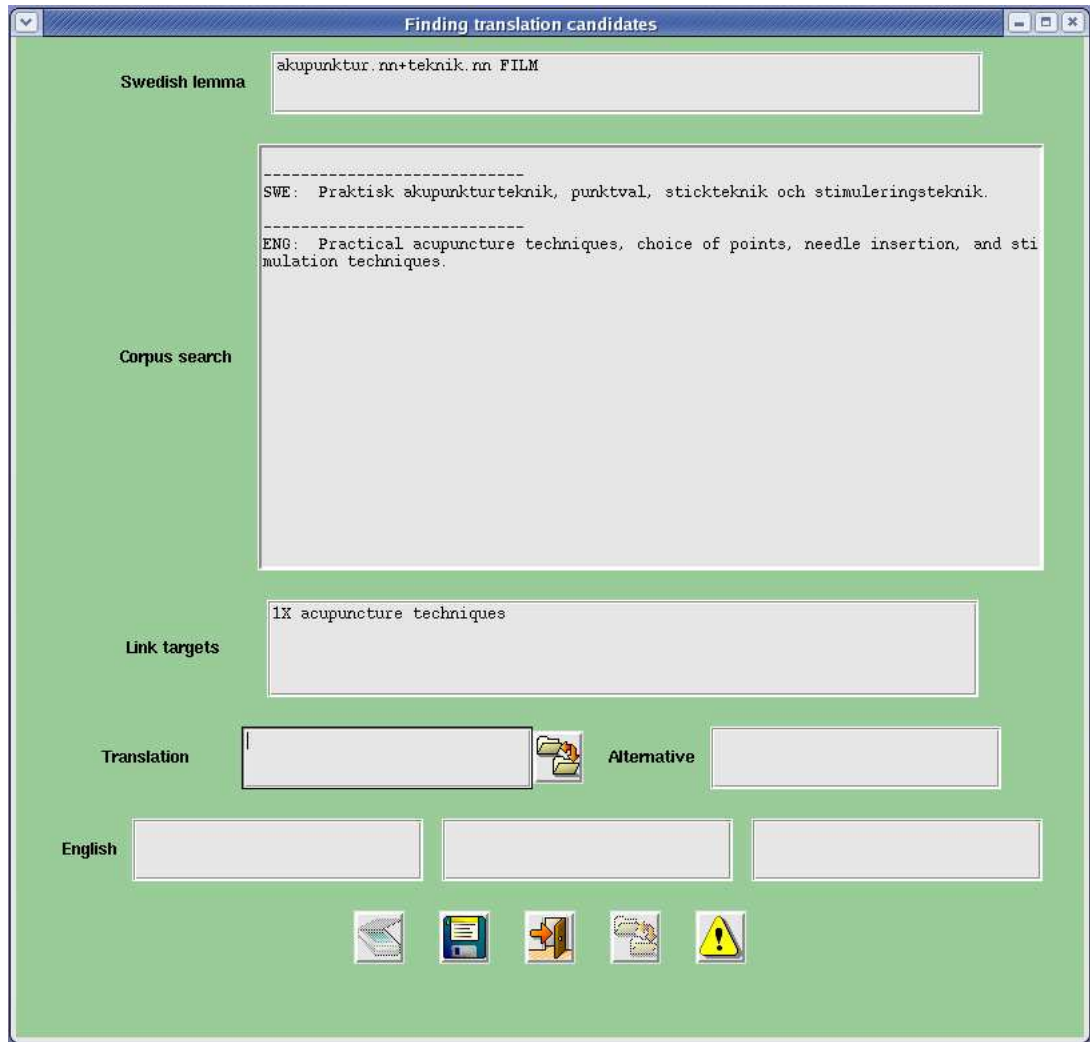 Finding translation candidates
Swedish lemma
akupunktur.nn+teknik.nn FILM
Corpus search
----------------------------
SWE:  Praktisk akupunkturteknik, punktval, stickteknik och stimuleringsteknik.
----------------------------
ENG:  Practical acupuncture techniques, choice of points, needle insertion, and sti
mulation techniques.
Link targets
1X acupuncture techniques
Translation
Alternative
English